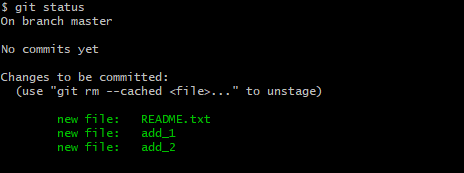 $ git status
On branch master
No commits yet
Changes to be committed:
(use "git rm --cached <file>..." to unstage)
new file: README.txt
new file: add_1
new file: add_2